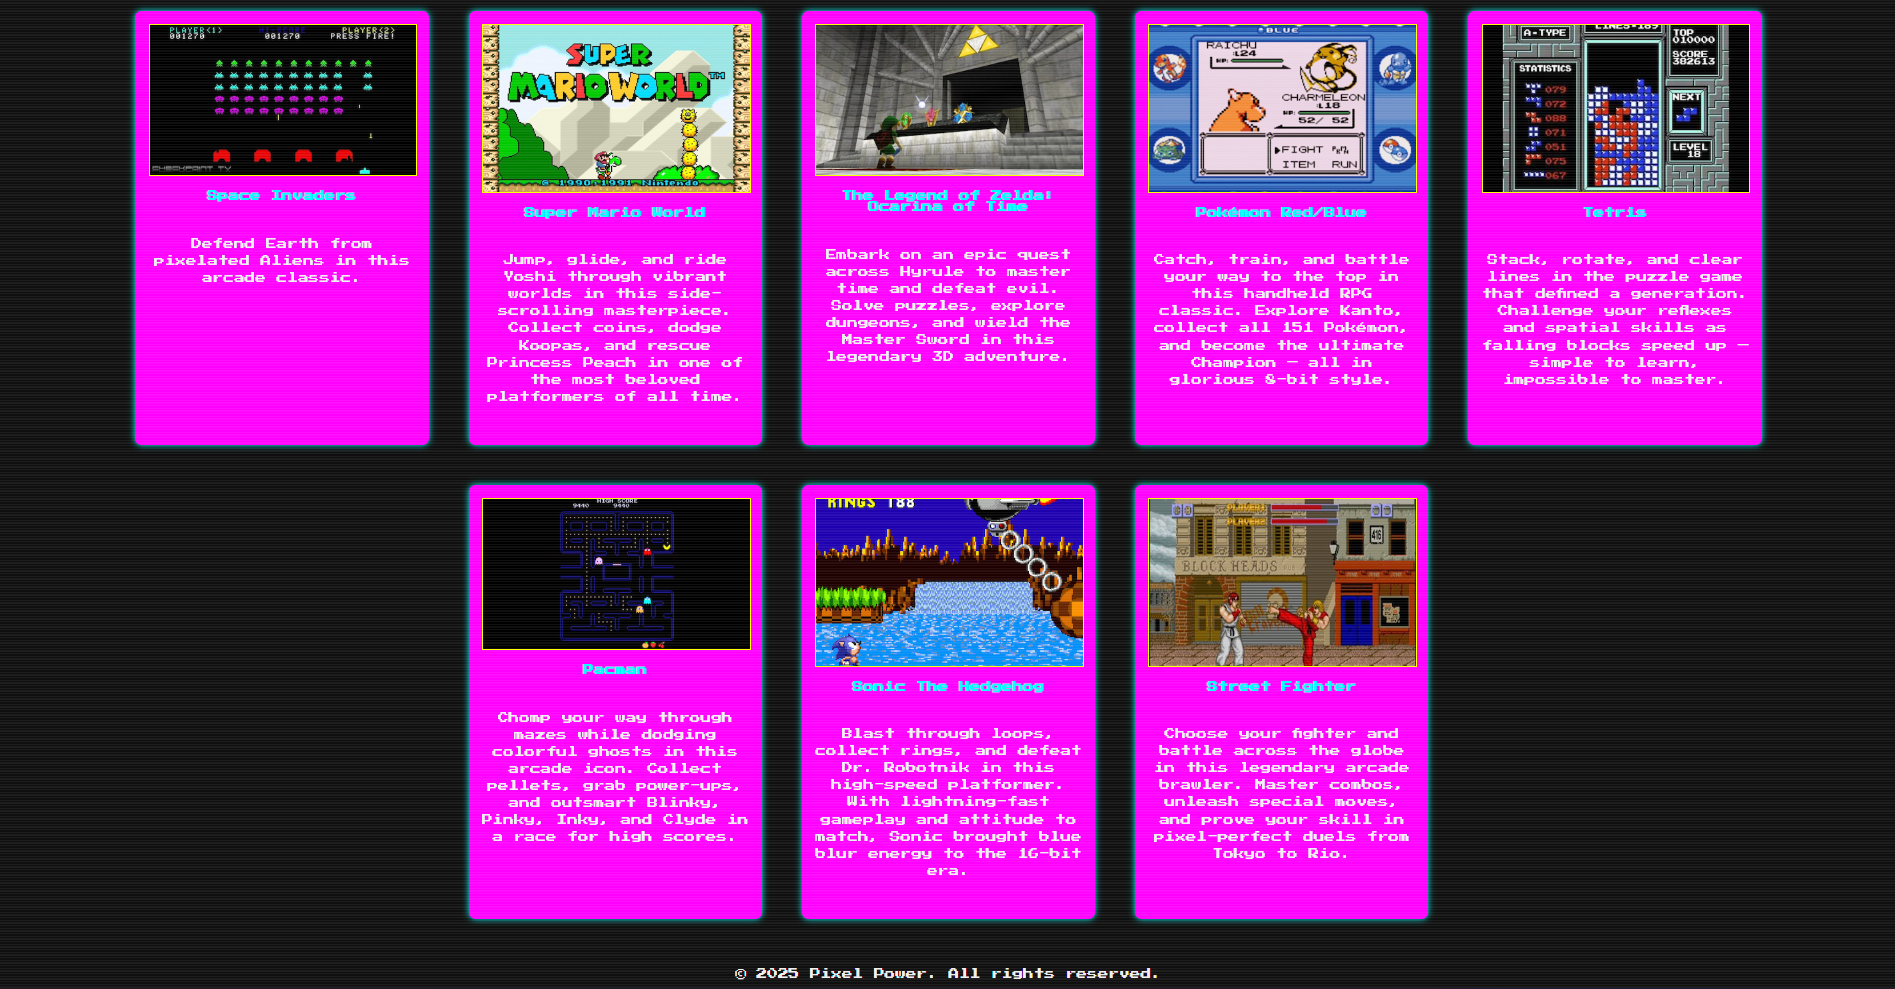 PLAYER(1)
PLAYER(2)
001270
001270
PRESS FIRE!
Space Invaders
Defend Earth from
pixelated Aliens in this
arcade classic.
SUPER
MARIO WORLD TM
© 1990-1991 Nintendo
Super Mario World
Jump, glide, and ride
Yoshi through vibrant
worlds in this side-
scrolling masterpiece.
Collect coins, dodge
Koopas, and rescue
Princess Peach in one of
the most beloved
platformers of all time.
The Legend of Zelda:
Ocarina of Time
Embark on an epic quest
across Hyrule to master
time and defeat evil.
Solve puzzles, explore
dungeons, and wield the
Master Sword in this
legendary 3D adventure.
BLUE
RAICHU
L24
HP:
CHARMELEON
L18
HP:
52/ 52
FIGHT PkMn
ITEM RUN
Pokémon Red/Blue
Catch, train, and battle
your way to the top in
this handheld RPG
classic. Explore Kanto,
collect all 151 Pokémon,
and become the ultimate
Champion — all in
glorious 8-bit style.
A-TYPE
LINES-189
TOP
010000
SCORE
382613
STATISTICS
079
072
088
071
051
075
067
NEXT
LEVEL
18
Tetris
Stack, rotate, and clear
lines in the puzzle game
that defined a generation.
Challenge your reflexes
and spatial skills as
falling blocks speed up —
simple to learn,
impossible to master.
HIGH SCORE
9440
9440
Pacman
Chomp your way through
mazes while dodging
colorful ghosts in this
arcade icon. Collect
pellets, grab power-ups,
and outsmart Blinky,
Pinky, Inky, and Clyde in
a race for high scores.
RINGS 188
Sonic The Hedgehog
Blast through loops,
collect rings, and defeat
Dr. Robotnik in this
high-speed platformer.
With lightning-fast
gameplay and attitude to
match, Sonic brought blue
blur energy to the 16-bit
era.
PLAYER1
PLAYER2
416
BLOCK HEADS
Street Fighter
Choose your fighter and
battle across the globe
in this legendary arcade
brawler. Master combos,
unleash special moves,
and prove your skill in
pixel-perfect duels from
Tokyo to Rio.
© 2025 Pixel Power. All rights reserved.